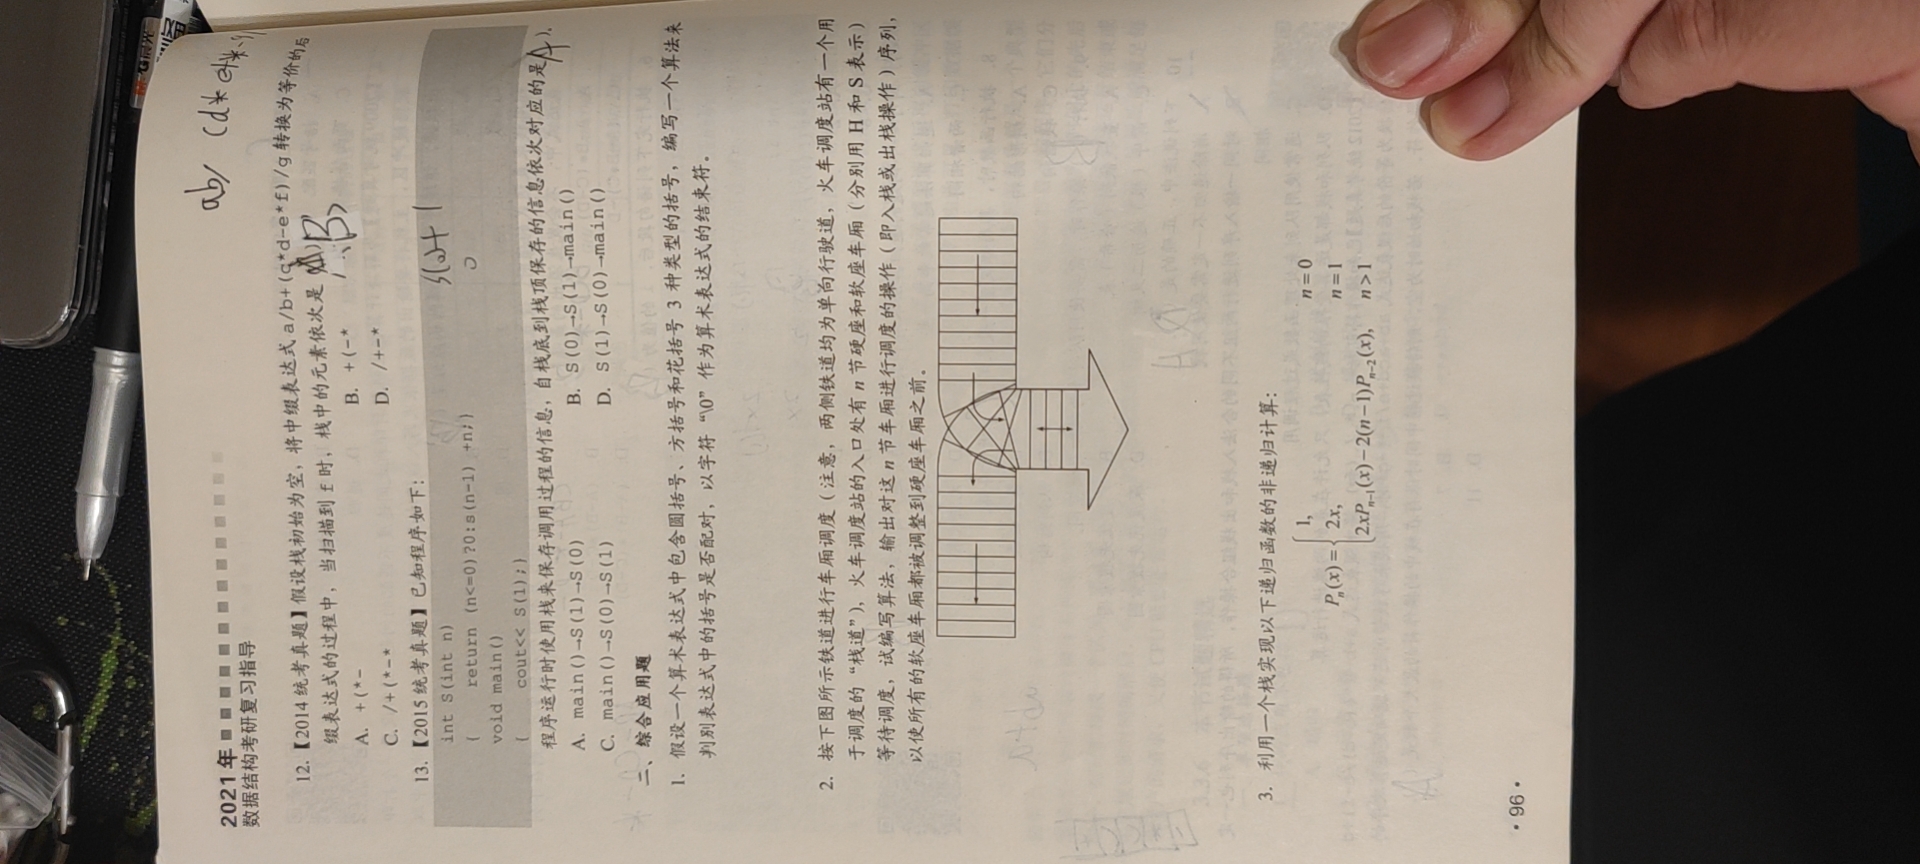 2021年
数据结构考研复习指导
ab/ (d*
12.【2014 统考真题】假设栈初始为空，将中缀表达式 a/b+(c*d-e*f)/g 转换为等价的后
缀表达式的过程中，当扫描到 f 时，栈中的元素依次是( )。
B
A. +(*-
B. +(-*
C. /+(*-*
D. /+-*
13.【2015 统考真题】已知程序如下：
S(0)+1
0
int S(int n)
{ return (n<=0)?0:s(n-1) +n;}
void main()
{ cout<< S(1);}
程序运行时使用栈来保存调用过程的信息，自栈底到栈顶保存的信息依次对应的是( A ).
A. main()→S(1)→S(0)
B. S(0)→S(1)→main()
C. main()→S(0)→S(1)
D. S(1)→S(0)→main()
二、综合应用题
1. 假设一个算术表达式中包含圆括号、方括号和花括号 3 种类型的括号，编写一个算法来
判别表达式中的括号是否配对，以字符“\0”作为算术表达式的结束符。
2. 按下图所示铁道进行车厢调度（注意，两侧铁道均为单向行驶道，火车调度站有一个用
于调度的“栈道”），火车调度站的入口处有 n 节硬座和软座车厢（分别用 H 和 S 表示）
等待调度，试编写算法，输出对这 n 节车厢进行调度的操作（即入栈或出栈操作）序列，
以使所有的软座车厢都被调整到硬座车厢之前。
3. 利用一个栈实现以下递归函数的非递归计算：
1, n=0
Pn(x)={ 2x, n=1
2xPn-1(x)-2(n-1)Pn-2(x), n>1
·96·